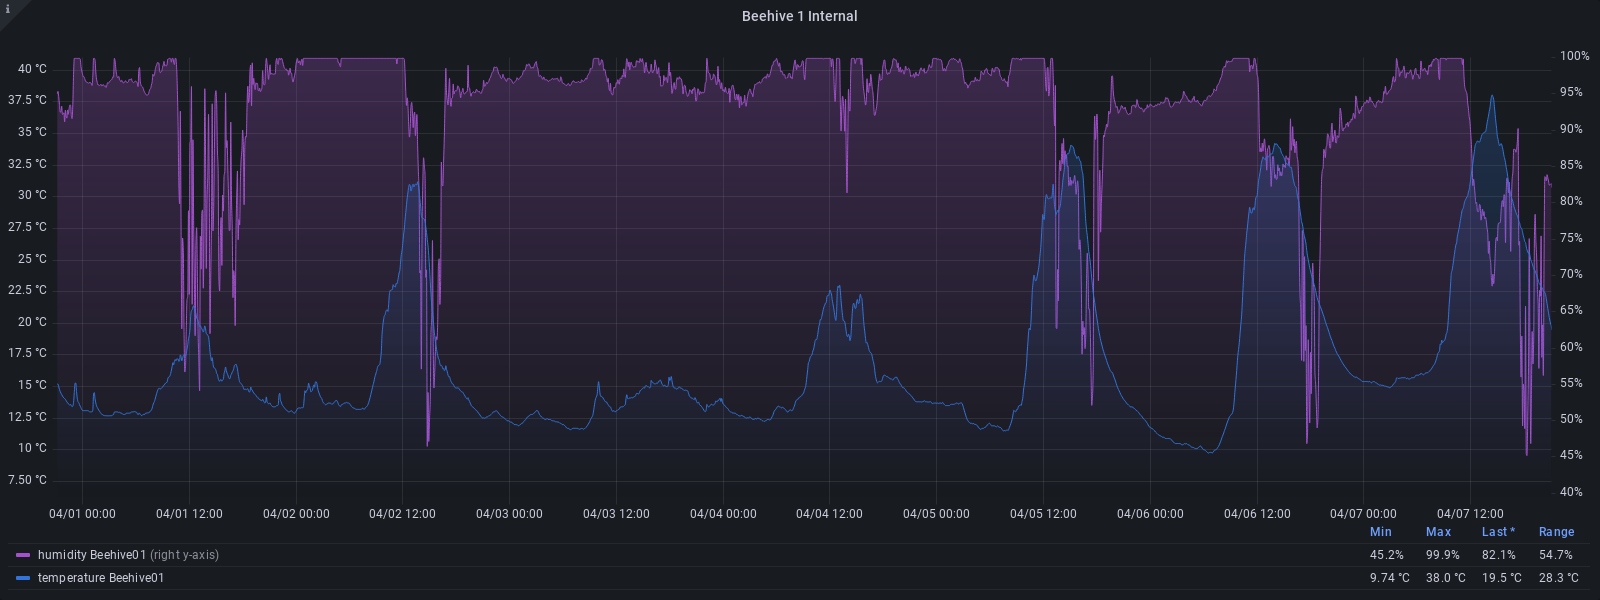 i
Beehive 1 Internal
40 °C
37.5 °C
35 °C
32.5 °C
30 °C
27.5 °C
25 °C
22.5 °C
20 °C
17.5 °C
15 °C
12.5 °C
10 °C
7.50 °C
100%
95%
90%
85%
80%
75%
70%
65%
60%
55%
50%
45%
40%
04/01 00:00 04/01 12:00 04/02 00:00 04/02 12:00 04/03 00:00 04/03 12:00 04/04 00:00 04/04 12:00 04/05 00:00 04/05 12:00 04/06 00:00 04/06 12:00 04/07 00:00 04/07 12:00
Min Max Last * Range
humidity Beehive01 (right y-axis) 45.2% 99.9% 82.1% 54.7%
temperature Beehive01 9.74 °C 38.0 °C 19.5 °C 28.3 °C